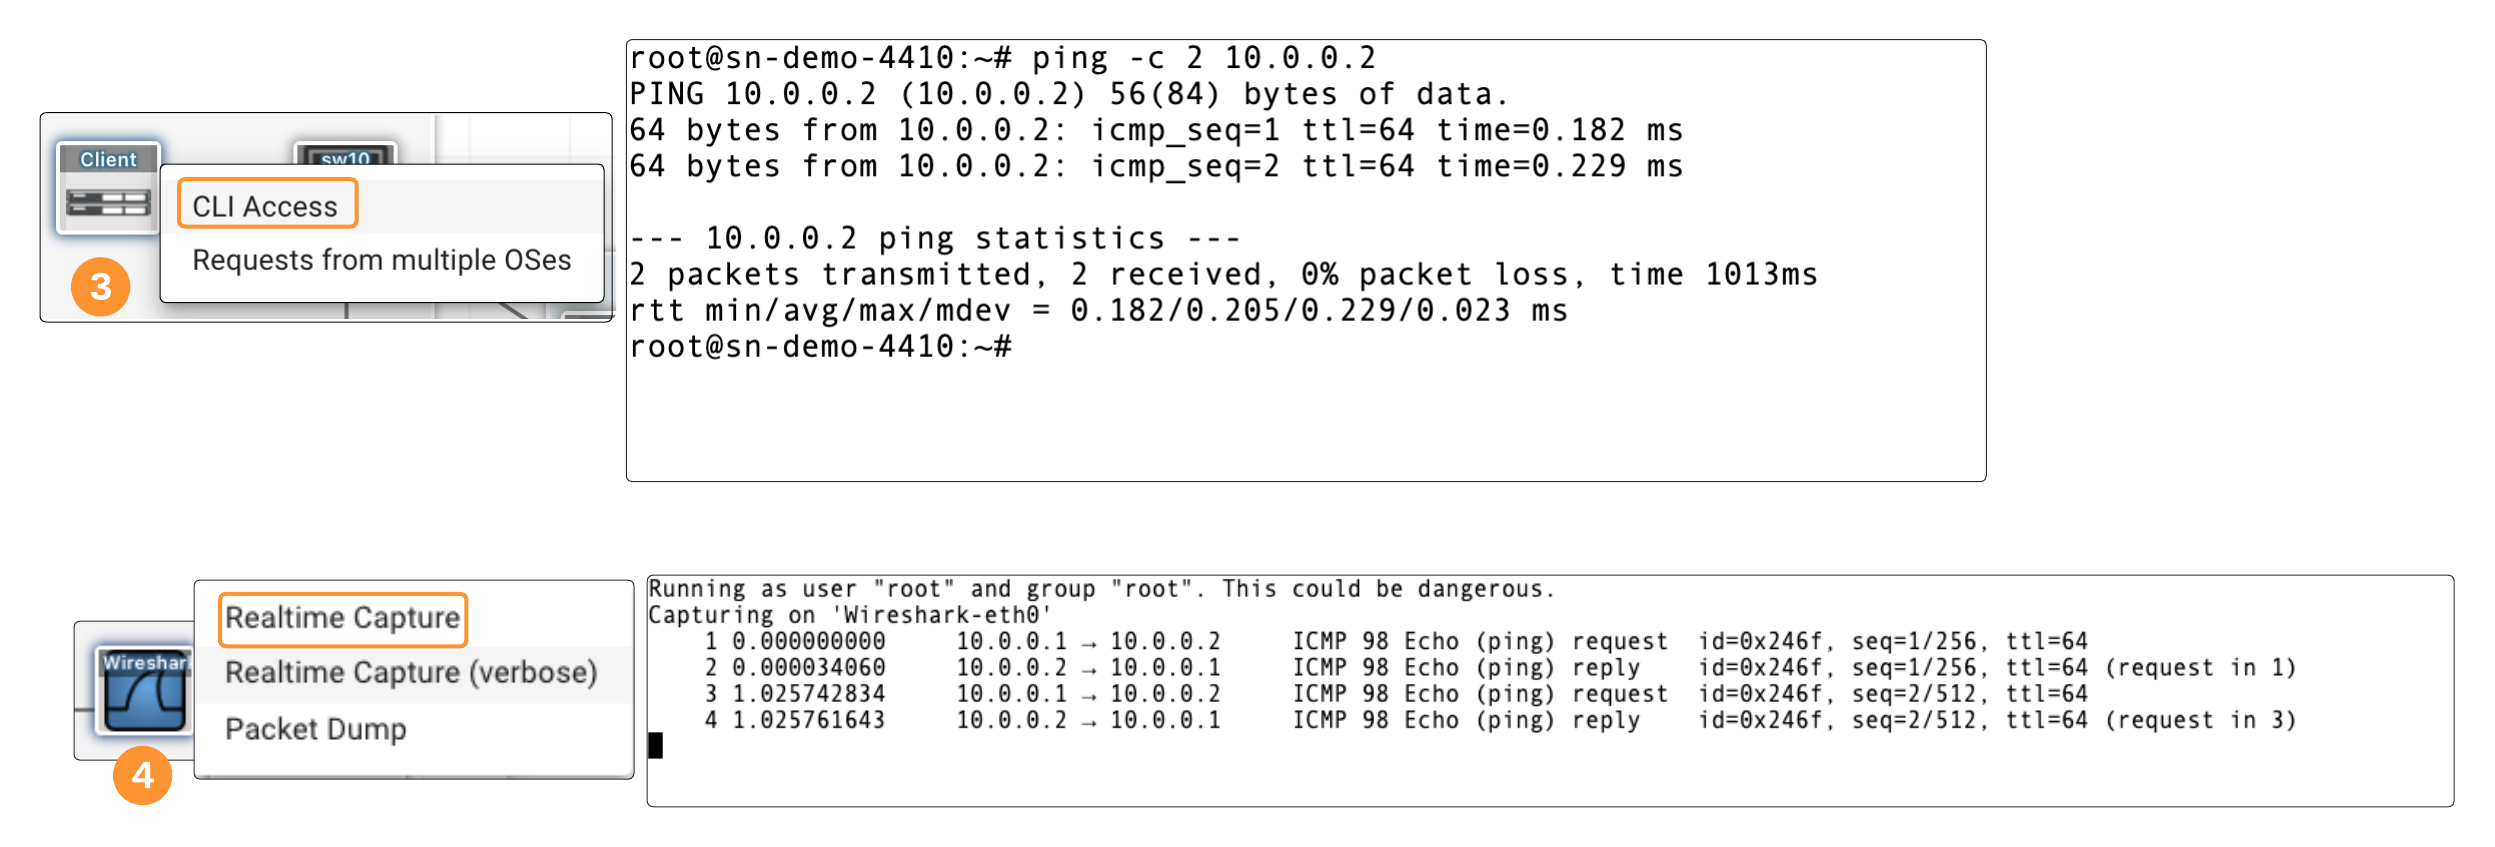 Client
sw10
CLI Access
Requests from multiple OSes
3
root@sn-demo-4410:~# ping -c 2 10.0.0.2
PING 10.0.0.2 (10.0.0.2) 56(84) bytes of data.
64 bytes from 10.0.0.2: icmp_seq=1 ttl=64 time=0.182 ms
64 bytes from 10.0.0.2: icmp_seq=2 ttl=64 time=0.229 ms
--- 10.0.0.2 ping statistics ---
2 packets transmitted, 2 received, 0% packet loss, time 1013ms
rtt min/avg/max/mdev = 0.182/0.205/0.229/0.023 ms
root@sn-demo-4410:~#
Wireshar
Realtime Capture
Realtime Capture (verbose)
Packet Dump
4
Running as user "root" and group "root". This could be dangerous.
Capturing on 'Wireshark-eth0'
1 0.000000000 10.0.0.1 → 10.0.0.2 ICMP 98 Echo (ping) request id=0x246f, seq=1/256, ttl=64
2 0.000034060 10.0.0.2 → 10.0.0.1 ICMP 98 Echo (ping) reply id=0x246f, seq=1/256, ttl=64 (request in 1)
3 1.025742834 10.0.0.1 → 10.0.0.2 ICMP 98 Echo (ping) request id=0x246f, seq=2/512, ttl=64
4 1.025761643 10.0.0.2 → 10.0.0.1 ICMP 98 Echo (ping) reply id=0x246f, seq=2/512, ttl=64 (request in 3)